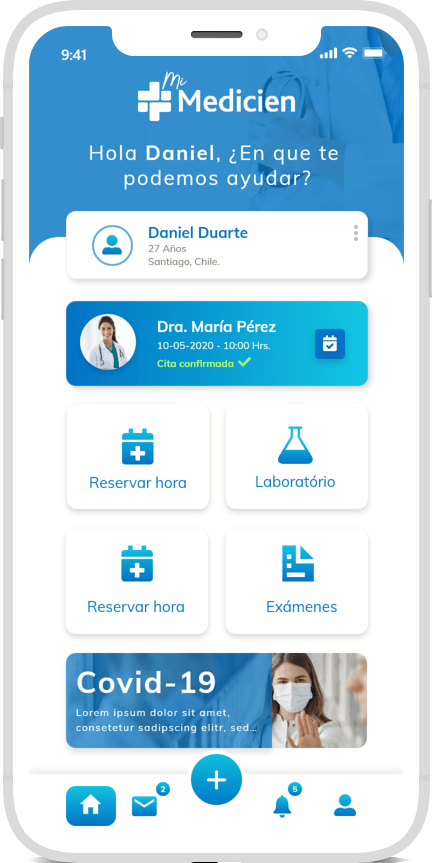 9:41
Mi
Medicien
Hola Daniel, ¿En que te
podemos ayudar?
Daniel Duarte
27 Años
Santiago, Chile.
Dra. María Pérez
10-05-2020 - 10:00 Hrs.
Cita confirmada
Reservar hora
Laboratório
Reservar hora
Exámenes
Covid-19
Lorem ipsum dolor sit amet,
consetetur sadipscing elitr, sed...
2
5